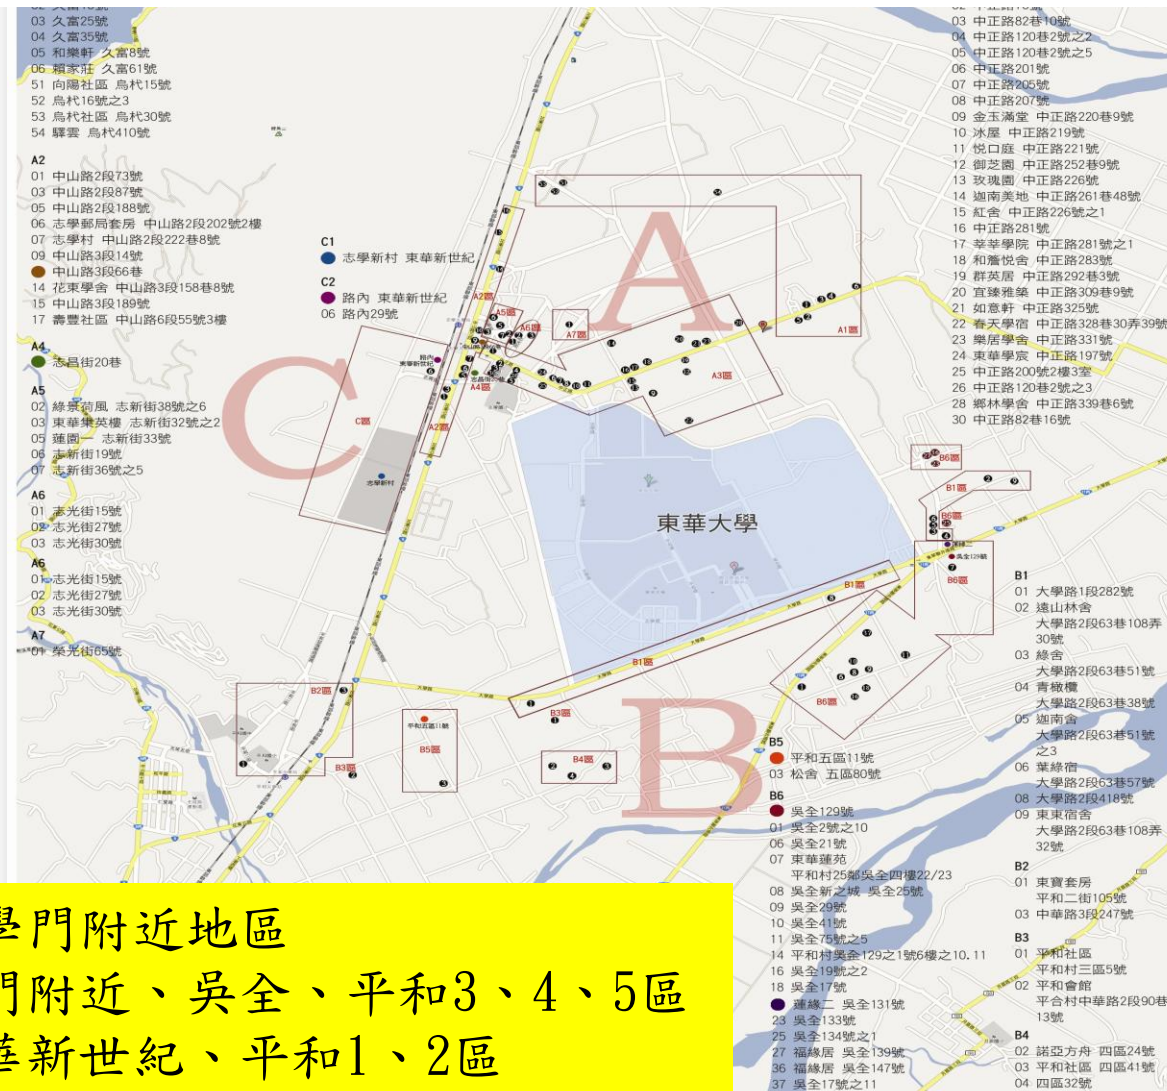 03 久富25號
04 久富35號
05 和樂軒 久富8號
06 賴家莊 久富61號
51 向陽社區 烏杙15號
52 烏杙16號之3
53 烏杙社區 烏杙30號
54 驛雲 烏杙410號
A2
01 中山路2段73號
03 中山路2段87號
05 中山路2段188號
06 志學郵局套房 中山路2段202號2樓
07 志學村 中山路2段222巷8號
09 中山路3段14號
中山路3段66巷
14 花東學舍 中山路3段158巷8號
15 中山路3段189號
17 壽豐社區 中山路6段55號3樓
A4
志昌街20巷
A5
02 綠景荷風 志新街38號之6
03 東華集英樓 志新街32號之2
05 蓮園一 志新街33號
06 志新街19號
07 志新街36號之5
A6
01 志光街15號
02 志光街27號
03 志光街30號
A6
01 志光街15號
02 志光街27號
03 志光街30號
A7
01 榮光街65號
C1
志學新村 東華新世紀
C2
路內 東華新世紀
06 路內29號
03 中正路82巷10號
04 中正路120巷2號之2
05 中正路120巷2號之5
06 中正路201號
07 中正路205號
08 中正路207號
09 金玉滿堂 中正路220巷9號
10 冰屋 中正路219號
11 悅口庭 中正路221號
12 御芝園 中正路252巷9號
13 玫瑰園 中正路226號
14 迦南美地 中正路261巷48號
15 紅舍 中正路226號之1
16 中正路281號
17 莘莘學院 中正路281號之1
18 和簷悅舍 中正路283號
19 群英居 中正路292巷3號
20 宜臻雅築 中正路309巷9號
21 如意軒 中正路325號
22 春天學宿 中正路328巷30弄39號
23 樂居學舍 中正路331號
24 東華學宸 中正路197號
25 中正路200號2樓3室
26 中正路120巷2號之3
28 鄉林學舍 中正路339巷6號
30 中正路82巷16號
A
C
B
A1區
A2區
A2區
A3區
A4區
A5區
A6區
A7區
C區
路內
東華新世紀
志學新村
東華大學
B6區
B1區
B6區
蓮緣二
吳全129號
B6區
B1區
B1區
B6區
B2區
B3區
平和五區11號
B5區
B3區
B4區
B1
01 大學路1段282號
02 遠山林舍
大學路2段63巷108弄
30號
03 綠舍
大學路2段63巷51號
04 青橄欖
大學路2段63巷38號
05 迦南舍
大學路2段63巷51號
之3
06 葉綠宿
大學路2段63巷57號
08 大學路2段418號
09 東東宿舍
大學路2段63巷108弄
32號
B2
01 東寶套房
平和二街105號
03 中華路3段247號
B3
01 平和社區
平和村三區5號
02 平和會館
平合村中華路2段90巷
13號
B4
02 諾亞方舟 四區24號
03 平和社區 四區41號
04 四區32號
B5
平和五區11號
03 松舍 五區80號
B6
吳全129號
01 吳全2號之10
06 吳全21號
07 東華蓮苑
平和村25鄰吳全四樓22/23
08 吳全新之城 吳全25號
09 吳全29號
10 吳全41號
11 吳全75號之5
14 平和村吳全129之1號6樓之10.11
16 吳全19號之2
18 吳全17號
蓮緣二 吳全131號
23 吳全133號
25 吳全134號之1
27 福緣居 吳全139號
36 福緣居 吳全147號
37 吳全17號之11
學門附近地區
門附近、吳全、平和3、4、5區
華新世紀、平和1、2區